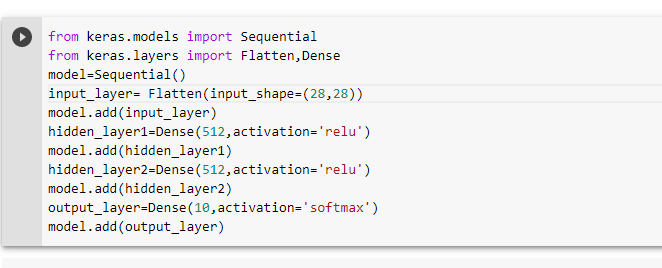 from keras.models import Sequential
from keras.layers import Flatten,Dense
model=Sequential()
input_layer= Flatten(input_shape=(28,28))
model.add(input_layer)
hidden_layer1=Dense(512,activation='relu')
model.add(hidden_layer1)
hidden_layer2=Dense(512,activation='relu')
model.add(hidden_layer2)
output_layer=Dense(10,activation='softmax')
model.add(output_layer)